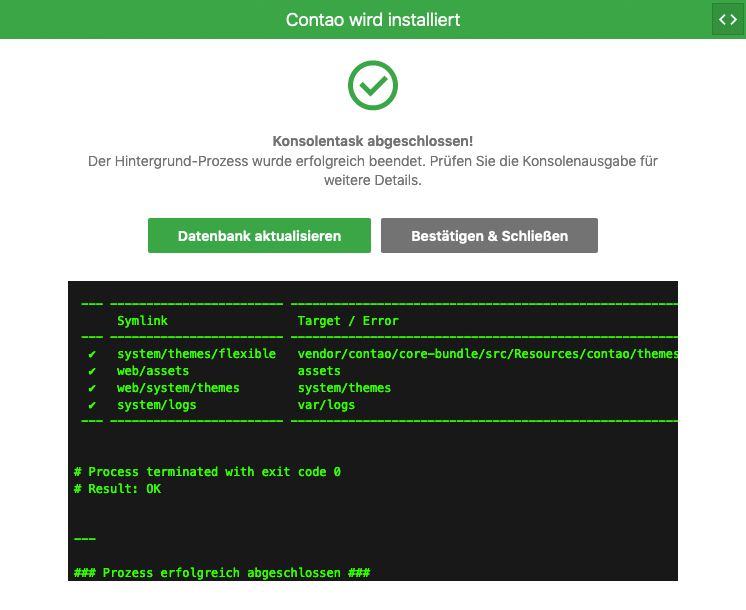 Contao wird installiert
Konsolentask abgeschlossen!
Der Hintergrund-Prozess wurde erfolgreich beendet. Prüfen Sie die Konsolenausgabe für
weitere Details.
Datenbank aktualisieren
Bestätigen & Schließen
Symlink Target / Error
✔ system/themes/flexible vendor/contao/core-bundle/src/Resources/contao/themes
✔ web/assets assets
✔ web/system/themes system/themes
✔ system/logs var/logs
# Process terminated with exit code 0
# Result: OK
---
### Prozess erfolgreich abgeschlossen ###